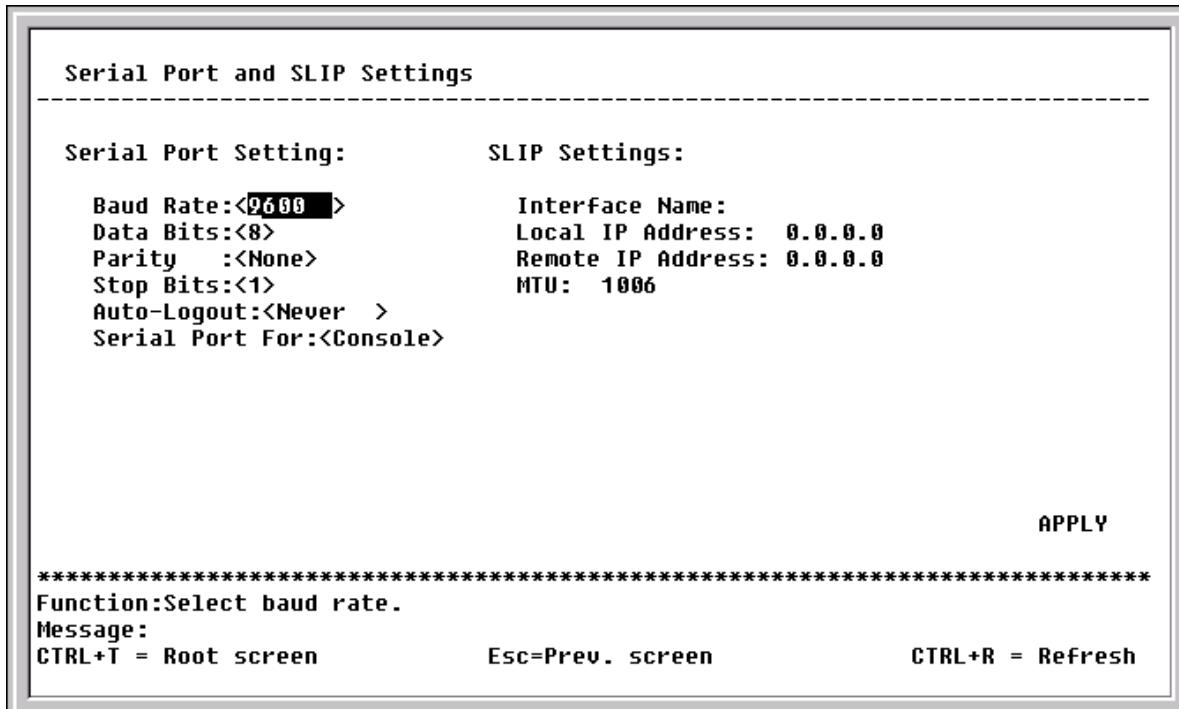 Serial Port and SLIP Settings
--------------------------------------------------------------------------------
Serial Port Setting: SLIP Settings:
Baud Rate:<9600 > Interface Name:
Data Bits:<8> Local IP Address: 0.0.0.0
Parity :<None> Remote IP Address: 0.0.0.0
Stop Bits:<1> MTU: 1006
Auto-Logout:<Never >
Serial Port For:<Console>
APPLY
*******************************************************************************
Function:Select baud rate.
Message:
CTRL+T = Root screen Esc=Prev. screen CTRL+R = Refresh